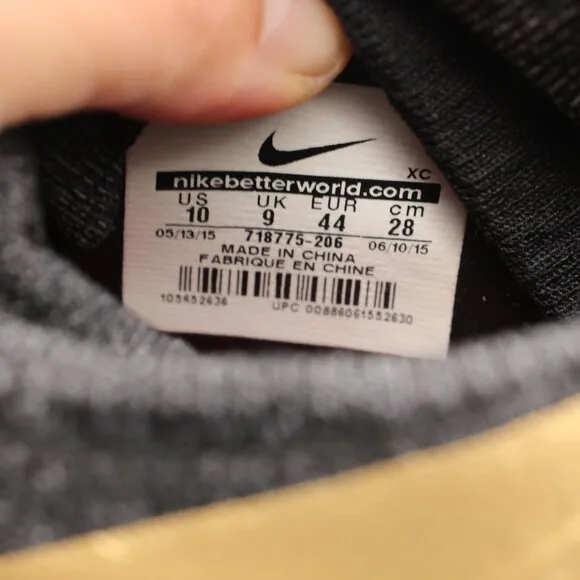 XC
nikebetterworld.com
US UK EUR cm
10 9 44 28
05/13/15 718775-206 06/10/15
MADE IN CHINA
FABRIQUE EN CHINE
UPC 00886061552630